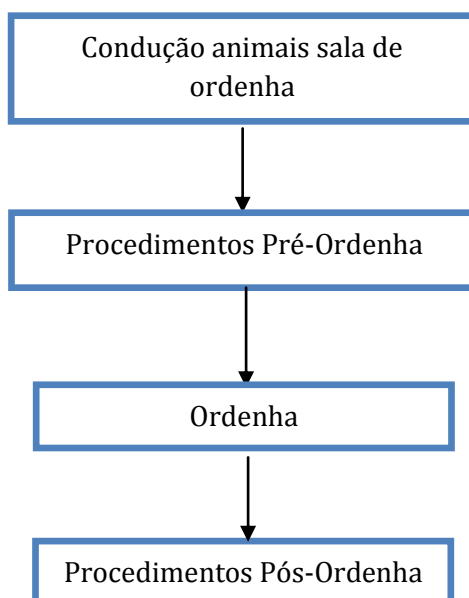 Condução animais sala de
ordenha
Procedimentos Pré-Ordenha
Ordenha
Procedimentos Pós-Ordenha